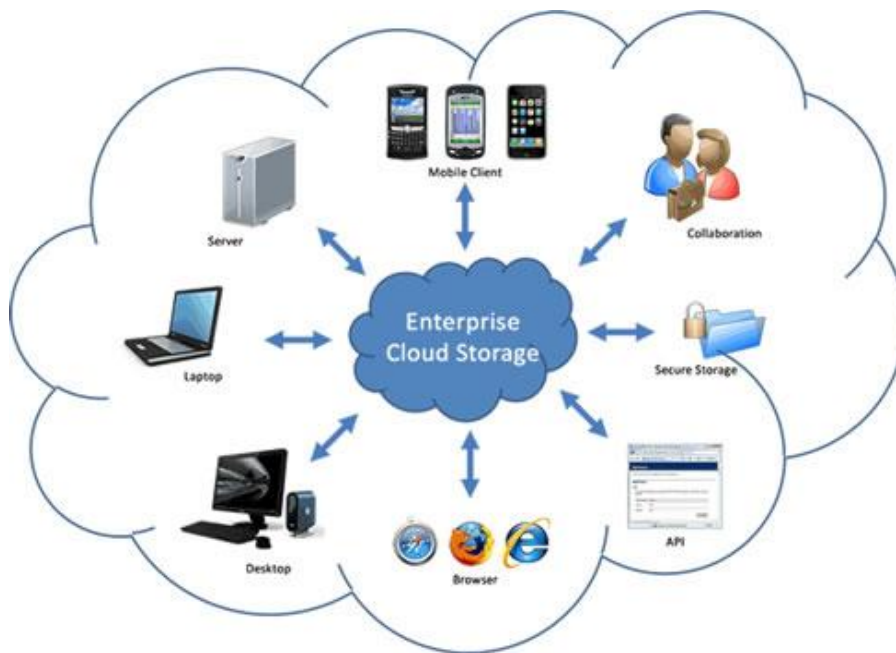 Mobile Client
Server
Collaboration
Enterprise
Cloud Storage
Laptop
Secure Storage
Desktop
Browser
API